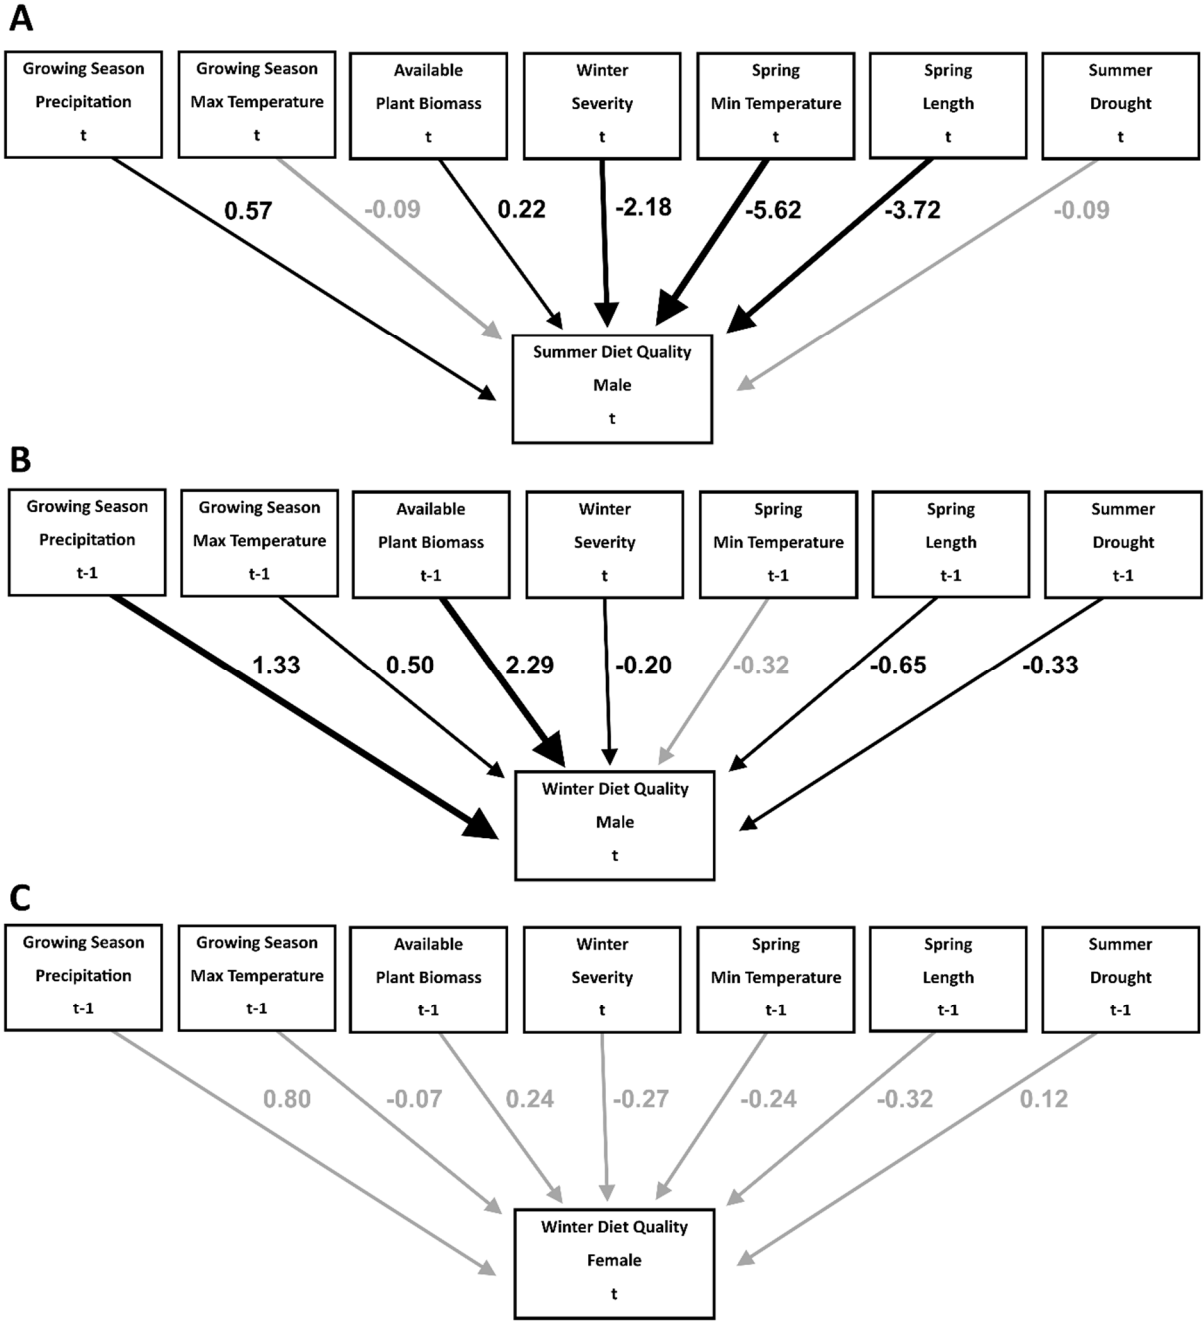 A
Growing Season
Precipitation
t
Growing Season
Max Temperature
t
Available
Plant Biomass
t
Winter
Severity
t
Spring
Min Temperature
t
Spring
Length
t
Summer
Drought
t
0.57
-0.09
0.22
-2.18
-5.62
-3.72
-0.09
Summer Diet Quality
Male
t
B
Growing Season
Precipitation
t-1
Growing Season
Max Temperature
t-1
Available
Plant Biomass
t-1
Winter
Severity
t
Spring
Min Temperature
t-1
Spring
Length
t-1
Summer
Drought
t-1
1.33
0.50
2.29
-0.20
-0.32
-0.65
-0.33
Winter Diet Quality
Male
t
C
Growing Season
Precipitation
t-1
Growing Season
Max Temperature
t-1
Available
Plant Biomass
t-1
Winter
Severity
t
Spring
Min Temperature
t-1
Spring
Length
t-1
Summer
Drought
t-1
0.80
-0.07
0.24
-0.27
-0.24
-0.32
0.12
Winter Diet Quality
Female
t